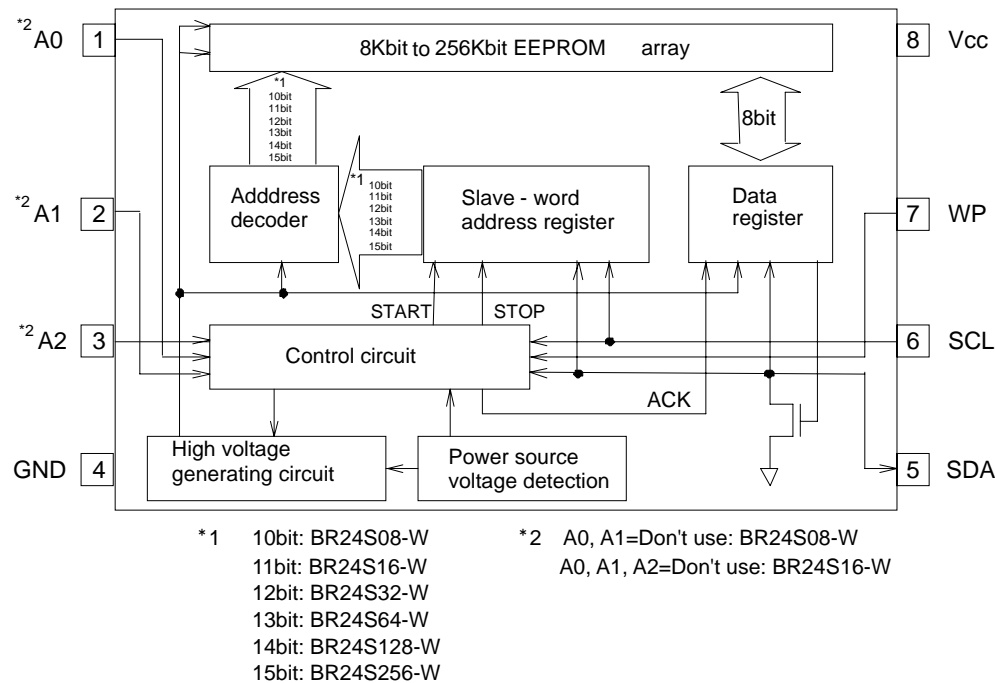 *2 A0 1
8Kbit to 256Kbit EEPROM array
8 Vcc
*1
10bit
11bit
12bit
13bit
14bit
15bit
8bit
*2 A1 2
Adddress
decoder
*1
10bit
11bit
12bit
13bit
14bit
15bit
Slave - word
address register
Data
register
7 WP
START STOP
*2 A2 3
Control circuit
6 SCL
ACK
GND 4
High voltage
generating circuit
Power source
voltage detection
5 SDA
*1 10bit: BR24S08-W
11bit: BR24S16-W
12bit: BR24S32-W
13bit: BR24S64-W
14bit: BR24S128-W
15bit: BR24S256-W
*2 A0, A1=Don't use: BR24S08-W
A0, A1, A2=Don't use: BR24S16-W